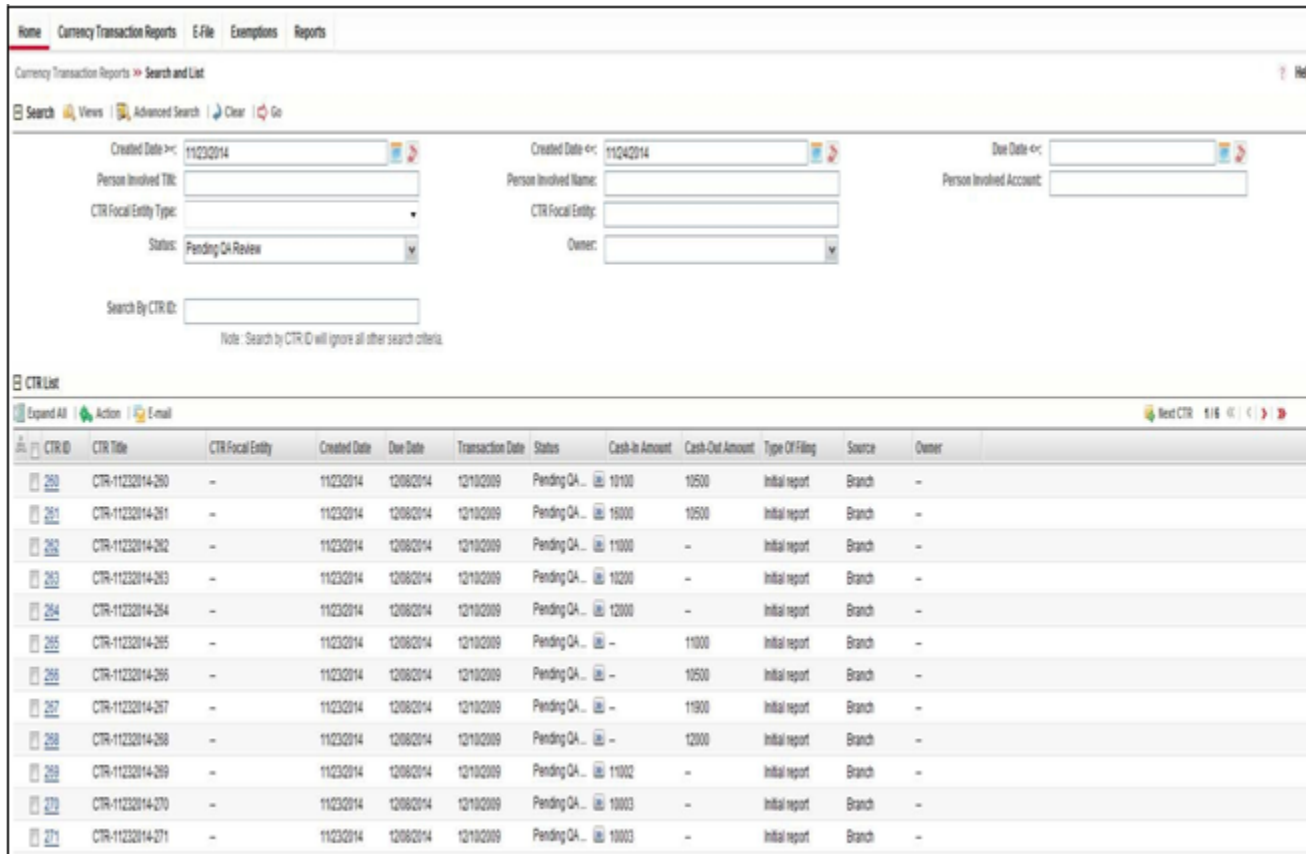 Home Currency Transaction Reports E-File Exemptions Reports
Currency Transaction Reports >> Search and List ? Hel
Search Views | Advanced Search | Clear | Go
Created Date >=: 11/23/2014 Created Date <=: 11/24/2014 Due Date <=:
Person Involved TIN: Person Involved Name: Person Involved Account:
CTR Focal Entity Type: CTR Focal Entity:
Status: Pending QA Review Owner:
Search By CTR ID:
Note : Search by CTR ID will ignore all other search criteria.
CTR List
Expand All | Action | E-mail Next CTR 1/6
CTR ID CTR Title CTR Focal Entity Created Date Due Date Transaction Date Status Cash-In Amount Cash-Out Amount Type Of Filing Source Owner
260 CTR-11232014-260 -- 11/23/2014 12/08/2014 12/10/2009 Pending QA ... 10100 10500 Initial report Branch --
261 CTR-11232014-261 -- 11/23/2014 12/08/2014 12/10/2009 Pending QA ... 16000 10500 Initial report Branch --
262 CTR-11232014-262 -- 11/23/2014 12/08/2014 12/10/2009 Pending QA ... 11000 -- Initial report Branch --
263 CTR-11232014-263 -- 11/23/2014 12/08/2014 12/10/2009 Pending QA ... 10200 -- Initial report Branch --
264 CTR-11232014-264 -- 11/23/2014 12/08/2014 12/10/2009 Pending QA ... 12000 -- Initial report Branch --
265 CTR-11232014-265 -- 11/23/2014 12/08/2014 12/10/2009 Pending QA ... -- 11000 Initial report Branch --
266 CTR-11232014-266 -- 11/23/2014 12/08/2014 12/10/2009 Pending QA ... -- 10500 Initial report Branch --
267 CTR-11232014-267 -- 11/23/2014 12/08/2014 12/10/2009 Pending QA ... -- 11900 Initial report Branch --
268 CTR-11232014-268 -- 11/23/2014 12/08/2014 12/10/2009 Pending QA ... -- 12000 Initial report Branch --
269 CTR-11232014-269 -- 11/23/2014 12/08/2014 12/10/2009 Pending QA ... 11002 -- Initial report Branch --
270 CTR-11232014-270 -- 11/23/2014 12/08/2014 12/10/2009 Pending QA ... 10003 -- Initial report Branch --
271 CTR-11232014-271 -- 11/23/2014 12/08/2014 12/10/2009 Pending QA ... 10003 -- Initial report Branch --